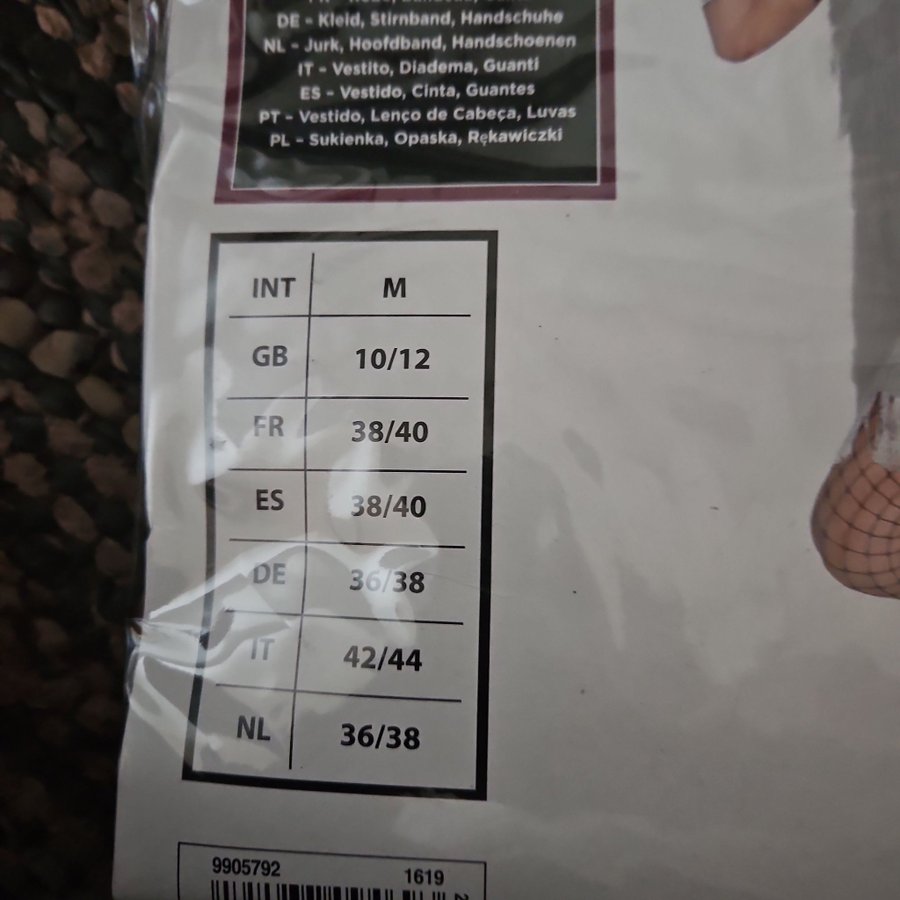 DE - Kleid, Stirnband, Handschuhe
NL - Jurk, Hoofdband, Handschoenen
IT - Vestito, Diadema, Guanti
ES - Vestido, Cinta, Guantes
PT - Vestido, Lenço de Cabeça, Luvas
PL - Sukienka, Opaska, Rękawiczki
INT M
GB 10/12
FR 38/40
ES 38/40
DE 36/38
IT 42/44
NL 36/38
9905792 1619